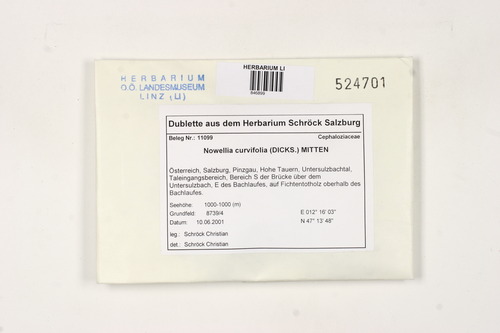 HERBARIUM LI
HERBARIUM
O.Ö. LANDESMUSEUM
LINZ (LI)
524701
Dublette aus dem Herbarium Schröck Salzburg
Beleg Nr.: 11099 Cephaloziaceae
Nowellia curvifolia (DICKS.) MITTEN
Österreich, Salzburg, Pinzgau, Hohe Tauern, Untersulzbachtal,
Taleingangsbereich, Bereich S der Brücke über dem
Untersulzbach, E des Bachlaufes, auf Fichtentotholz oberhalb des
Bachlaufes.
Seehöhe: 1000-1000 (m)
Grundfeld: 8739/4 E 012° 16' 03"
Datum: 10.06.2001 N 47° 13' 48"
leg.: Schröck Christian
det.: Schröck Christian